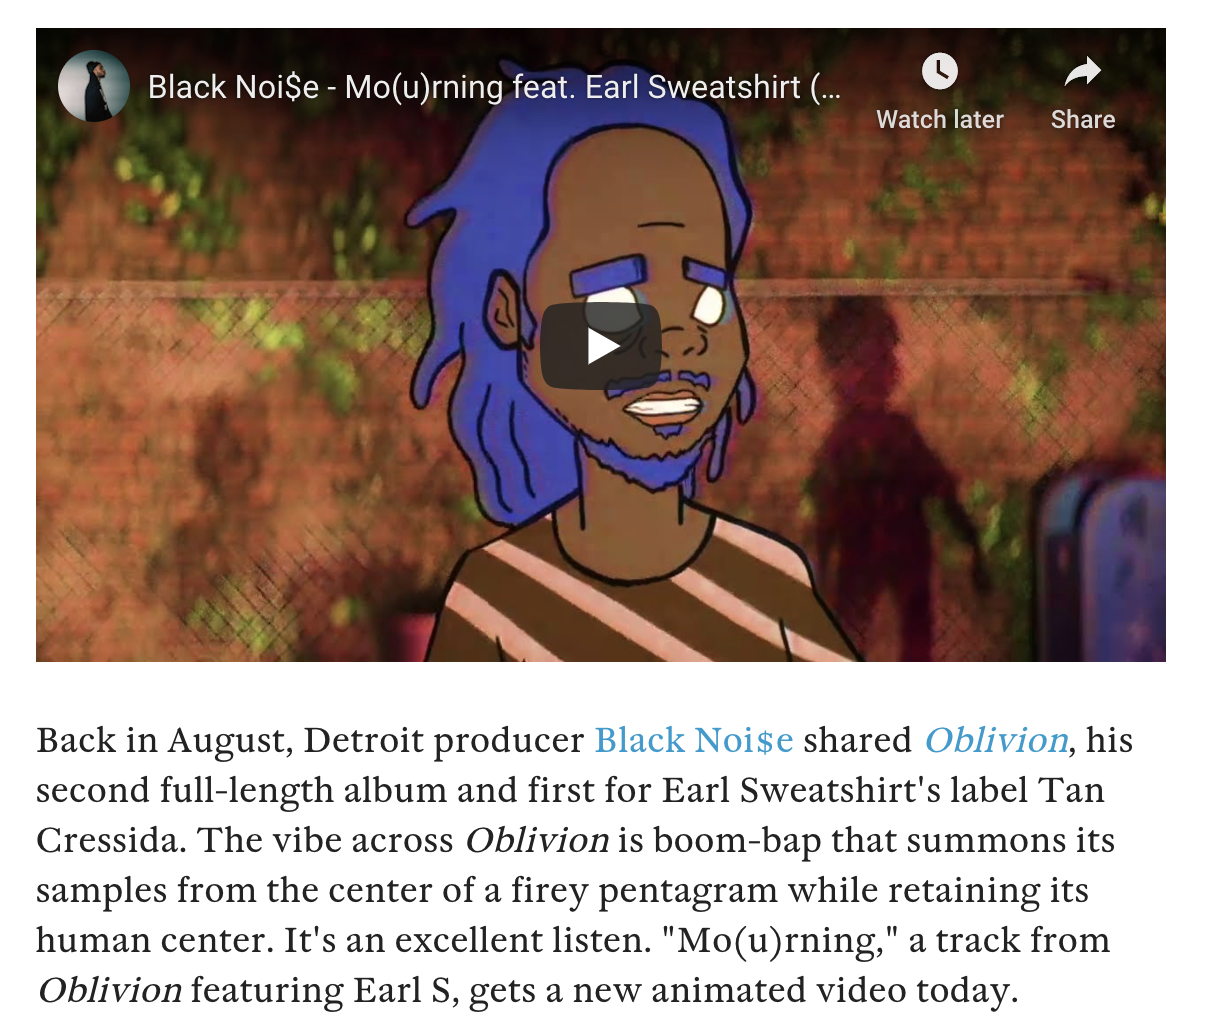 Black Noi$e - Mo(u)rning feat. Earl Sweatshirt (...
Watch later
Share
Back in August, Detroit producer Black Noi$e shared Oblivion, his
second full-length album and first for Earl Sweatshirt's label Tan
Cressida. The vibe across Oblivion is boom-bap that summons its
samples from the center of a firey pentagram while retaining its
human center. It's an excellent listen. "Mo(u)rning," a track from
Oblivion featuring Earl S, gets a new animated video today.